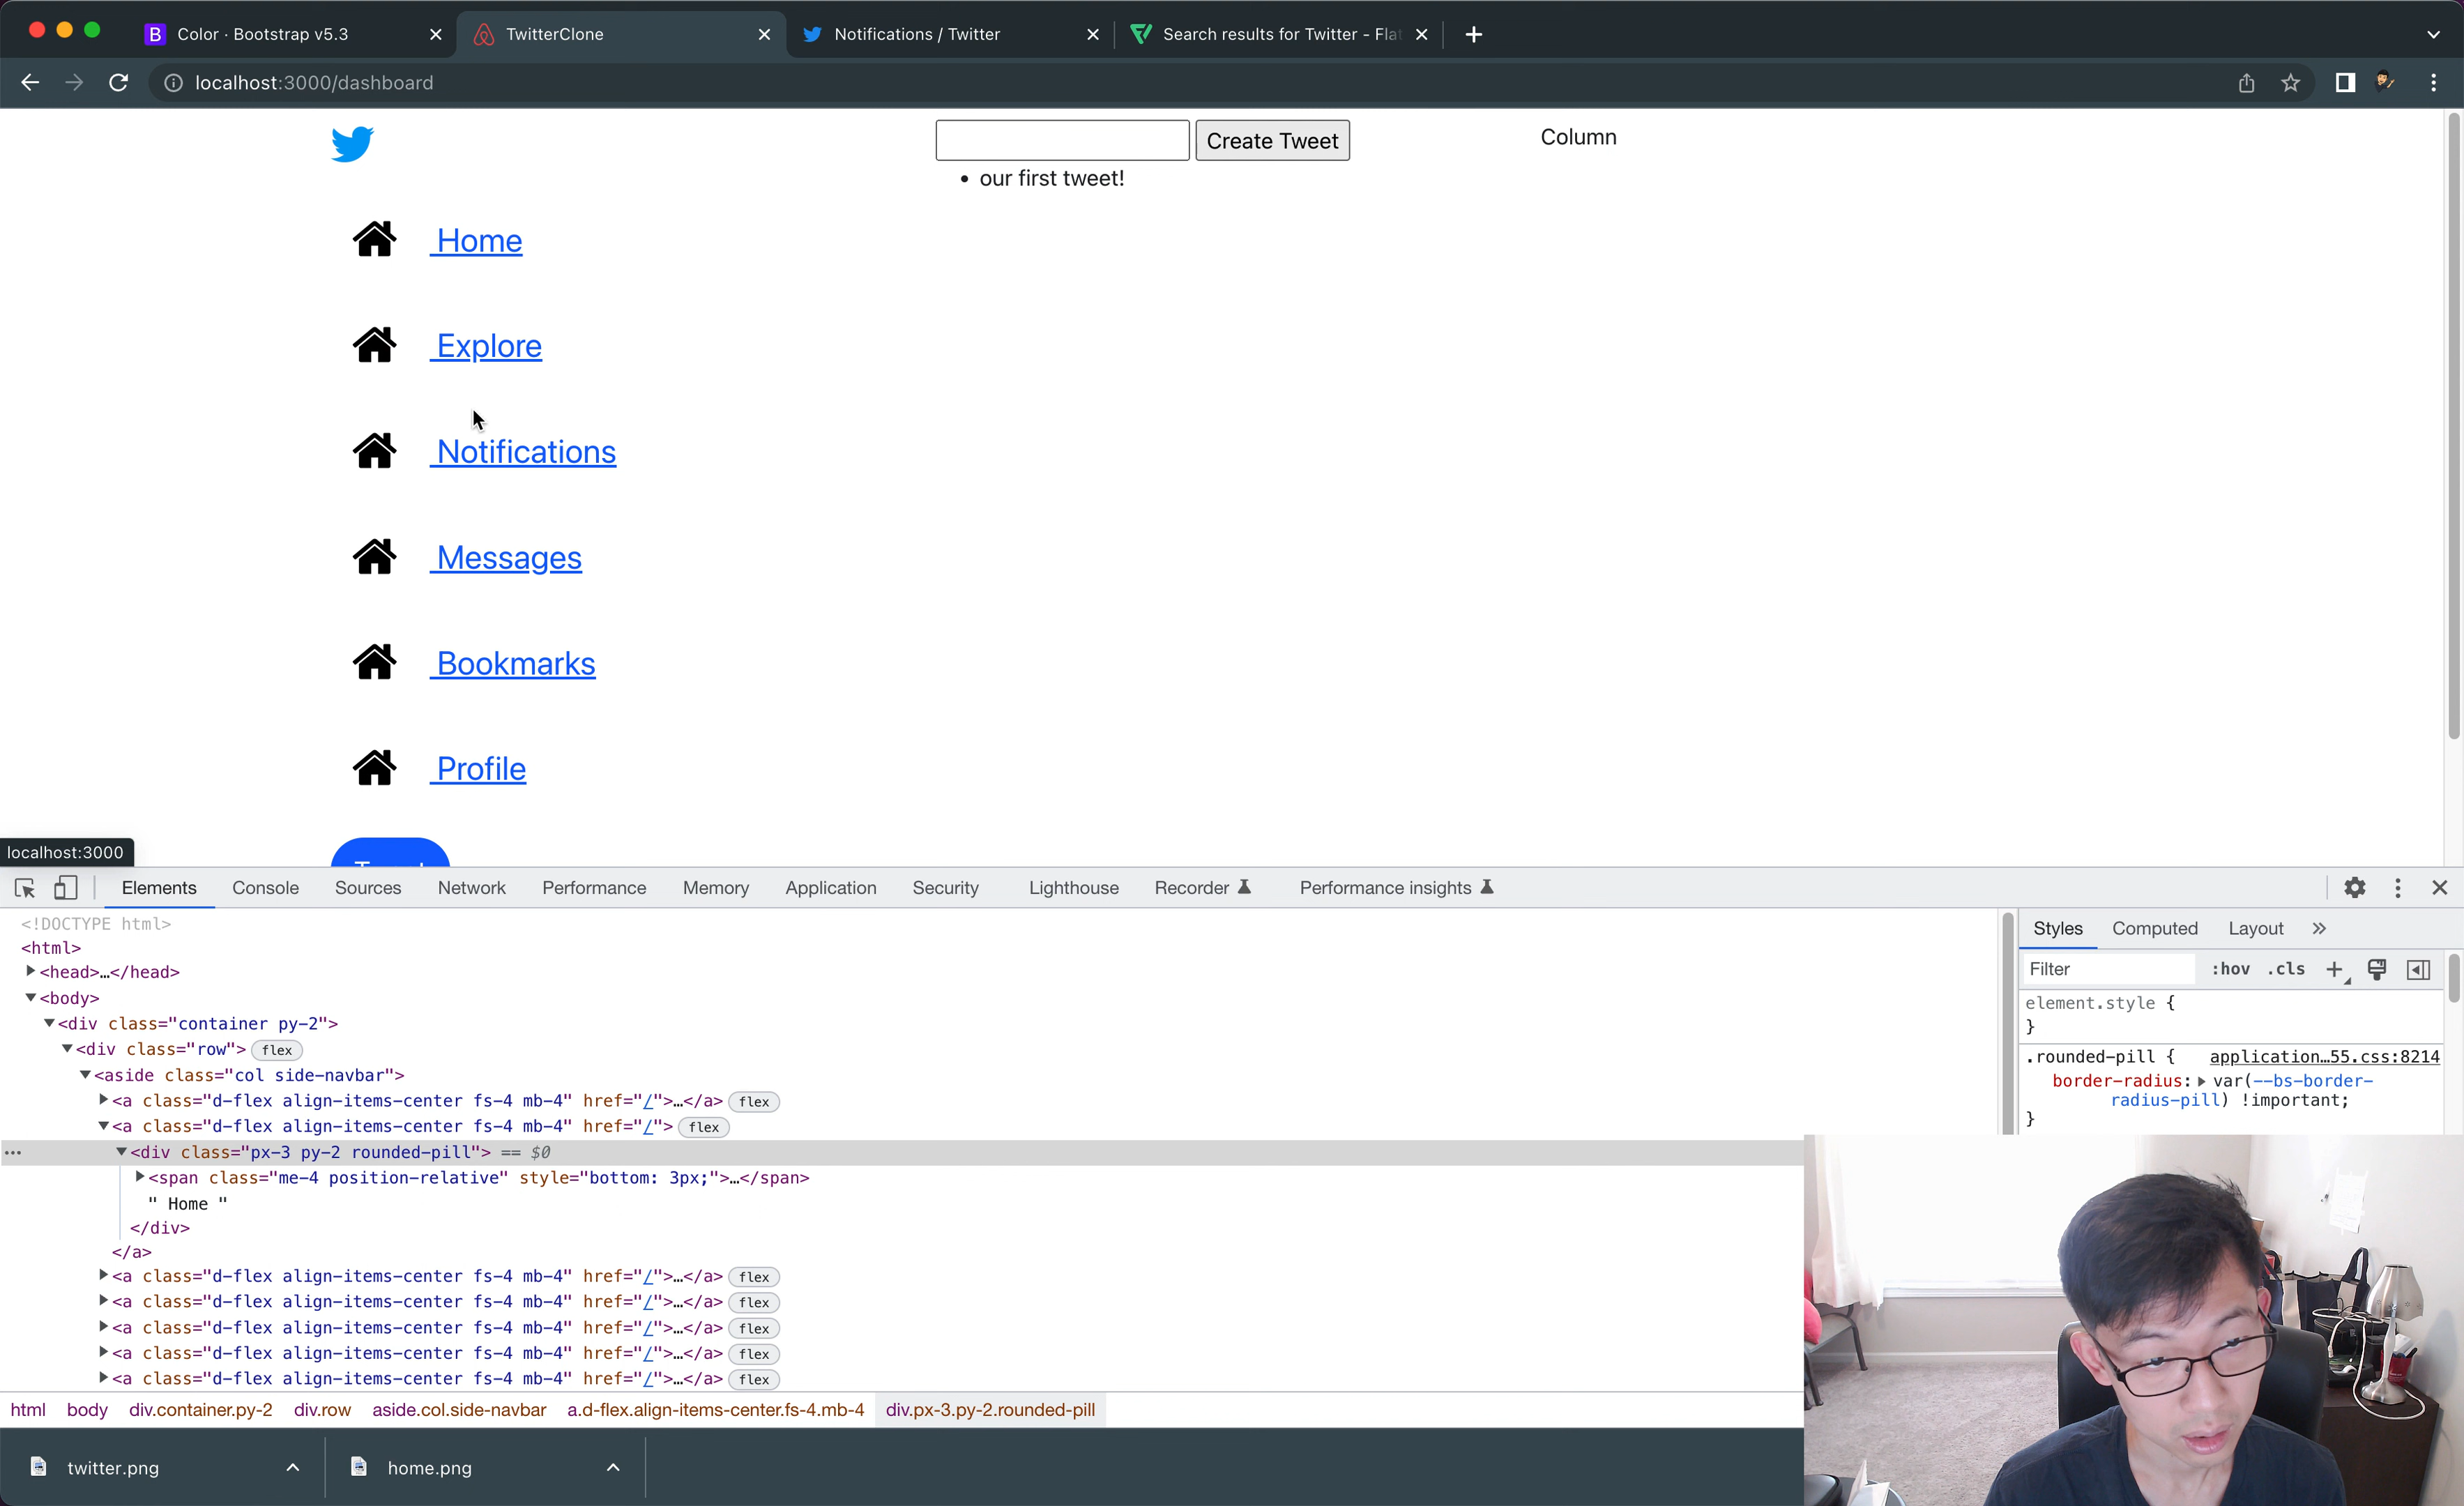 Color · Bootstrap v5.3
TwitterClone
Notifications / Twitter
Search results for Twitter - Flat
localhost:3000/dashboard
Create Tweet
Column
• our first tweet!
Home
Explore
Notifications
Messages
Bookmarks
Profile
localhost:3000
Elements Console Sources Network Performance Memory Application Security Lighthouse Recorder Performance insights
<!DOCTYPE html>
<html>
<head>…</head>
<body>
<div class="container py-2">
<div class="row"> flex
<aside class="col side-navbar">
<a class="d-flex align-items-center fs-4 mb-4" href="/">…</a> flex
<a class="d-flex align-items-center fs-4 mb-4" href="/"> flex
<div class="px-3 py-2 rounded-pill"> == $0
<span class="me-4 position-relative" style="bottom: 3px;">…</span>
" Home "
</div>
</a>
<a class="d-flex align-items-center fs-4 mb-4" href="/">…</a> flex
<a class="d-flex align-items-center fs-4 mb-4" href="/">…</a> flex
<a class="d-flex align-items-center fs-4 mb-4" href="/">…</a> flex
<a class="d-flex align-items-center fs-4 mb-4" href="/">…</a> flex
<a class="d-flex align-items-center fs-4 mb-4" href="/">…</a> flex
html body div.container.py-2 div.row aside.col.side-navbar a.d-flex.align-items-center.fs-4.mb-4 div.px-3.py-2.rounded-pill
Styles Computed Layout
Filter :hov .cls
element.style {
}
.rounded-pill { application…55.css:8214
border-radius: var(--bs-border-
radius-pill) !important;
}
twitter.png
home.png